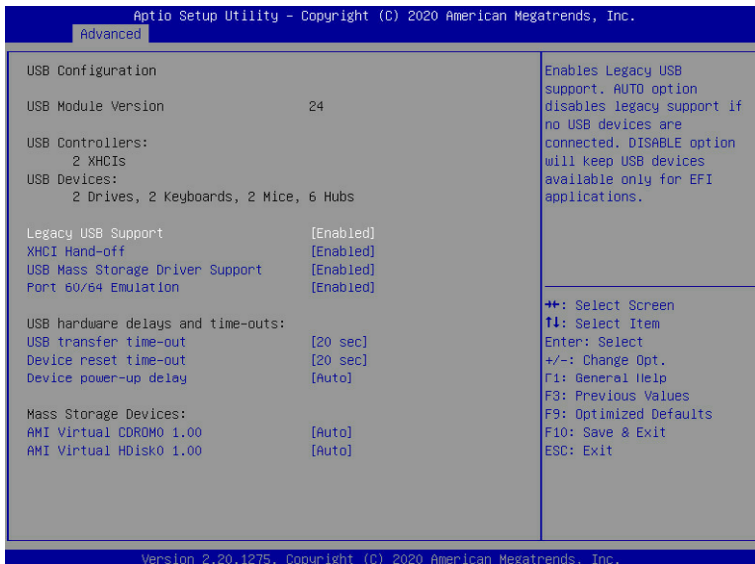 Aptio Setup Utility – Copyright (C) 2020 American Megatrends, Inc.
Advanced
USB Configuration
USB Module Version 24
USB Controllers:
2 XHCIs
USB Devices:
2 Drives, 2 Keyboards, 2 Mice, 6 Hubs
Legacy USB Support [Enabled]
XHCI Hand-off [Enabled]
USB Mass Storage Driver Support [Enabled]
Port 60/64 Emulation [Enabled]
USB hardware delays and time-outs:
USB transfer time-out [20 sec]
Device reset time-out [20 sec]
Device power-up delay [Auto]
Mass Storage Devices:
AMI Virtual CDROM0 1.00 [Auto]
AMI Virtual HDisk0 1.00 [Auto]
Enables Legacy USB
support. AUTO option
disables legacy support if
no USB devices are
connected. DISABLE option
will keep USB devices
available only for EFI
applications.
→←: Select Screen
↑↓: Select Item
Enter: Select
+/-: Change Opt.
F1: General Help
F3: Previous Values
F9: Optimized Defaults
F10: Save & Exit
ESC: Exit
Version 2.20.1275. Copyright (C) 2020 American Megatrends, Inc.